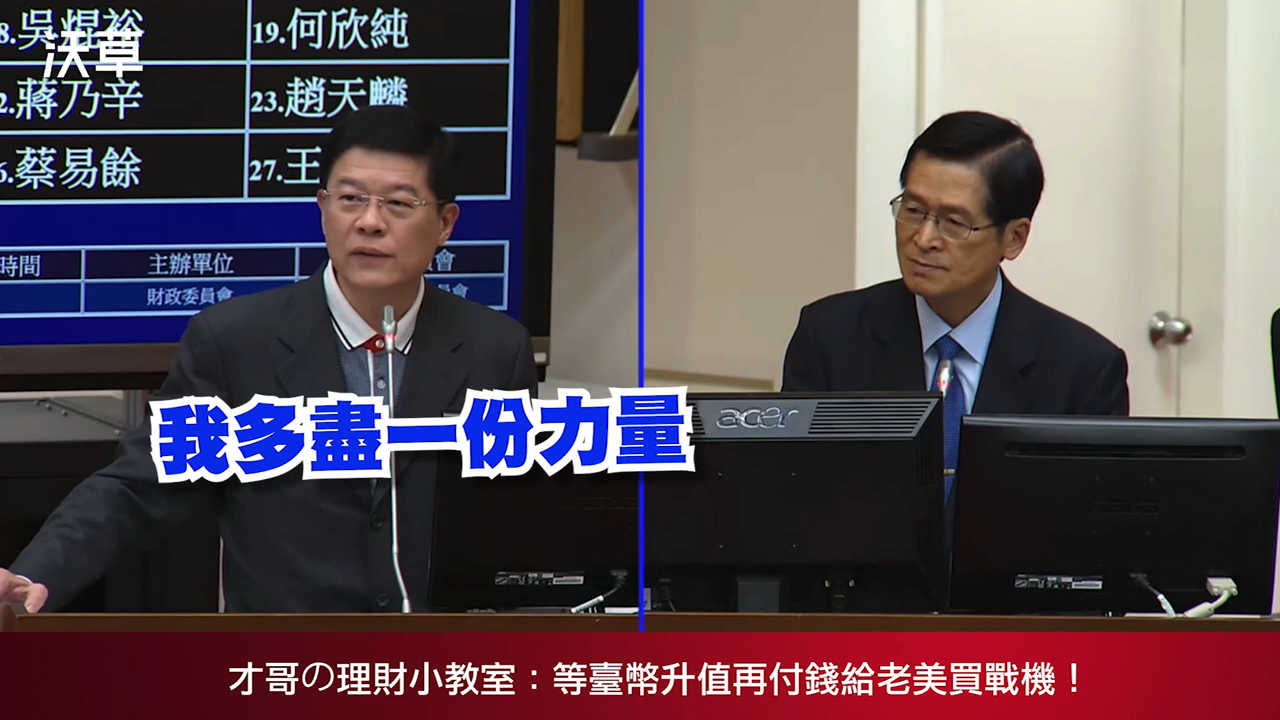 沃草
8.吳焜裕
19.何欣純
2.蔣乃辛
23.趙天麟
6.蔡易餘
27.王
時間
主辦單位
會
財政委員會
員會
我多盡一份力量
acer
才哥の理財小教室：等臺幣升值再付錢給老美買戰機！